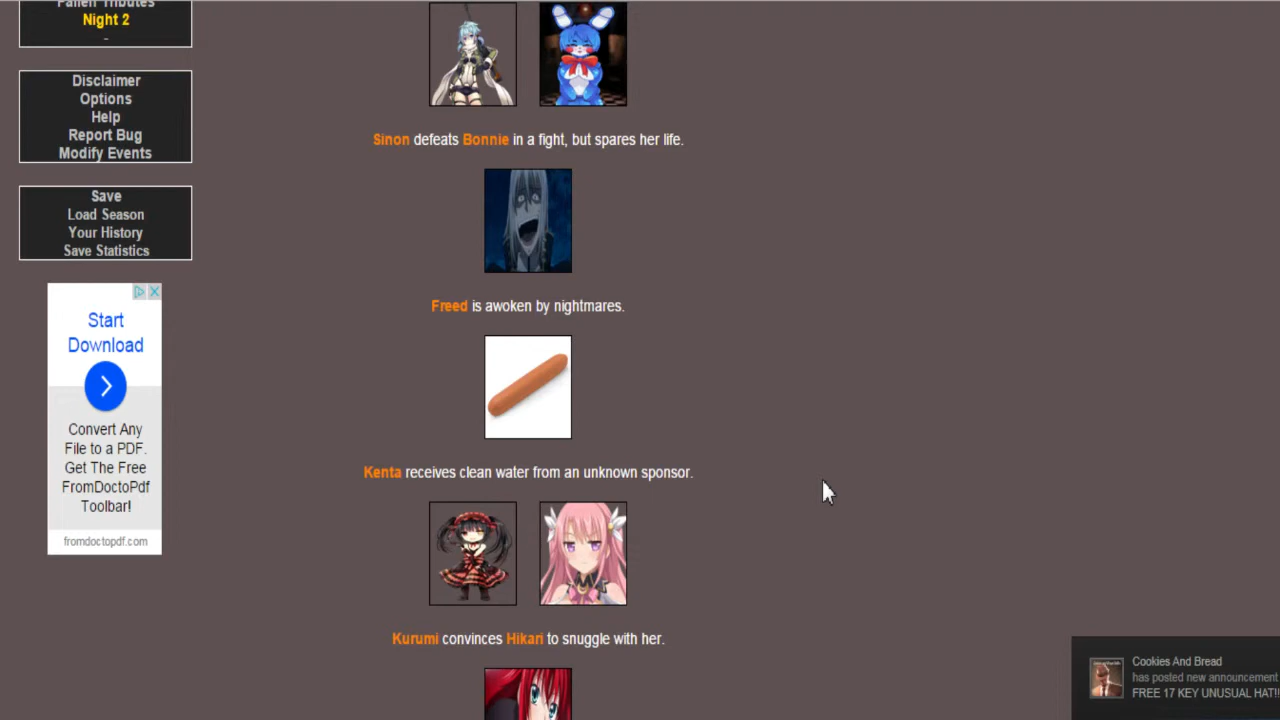 Fallen Tributes
Night 2
-
Disclaimer
Options
Help
Report Bug
Modify Events
Save
Load Season
Your History
Save Statistics
Start
Download
Convert Any
File to a PDF.
Get The Free
FromDoctoPdf
Toolbar!
fromdoctopdf.com
Sinon defeats Bonnie in a fight, but spares her life.
Freed is awoken by nightmares.
Kenta receives clean water from an unknown sponsor.
Kurumi convinces Hikari to snuggle with her.
Cookies And Bread
has posted new announcement
FREE 17 KEY UNUSUAL HAT!!